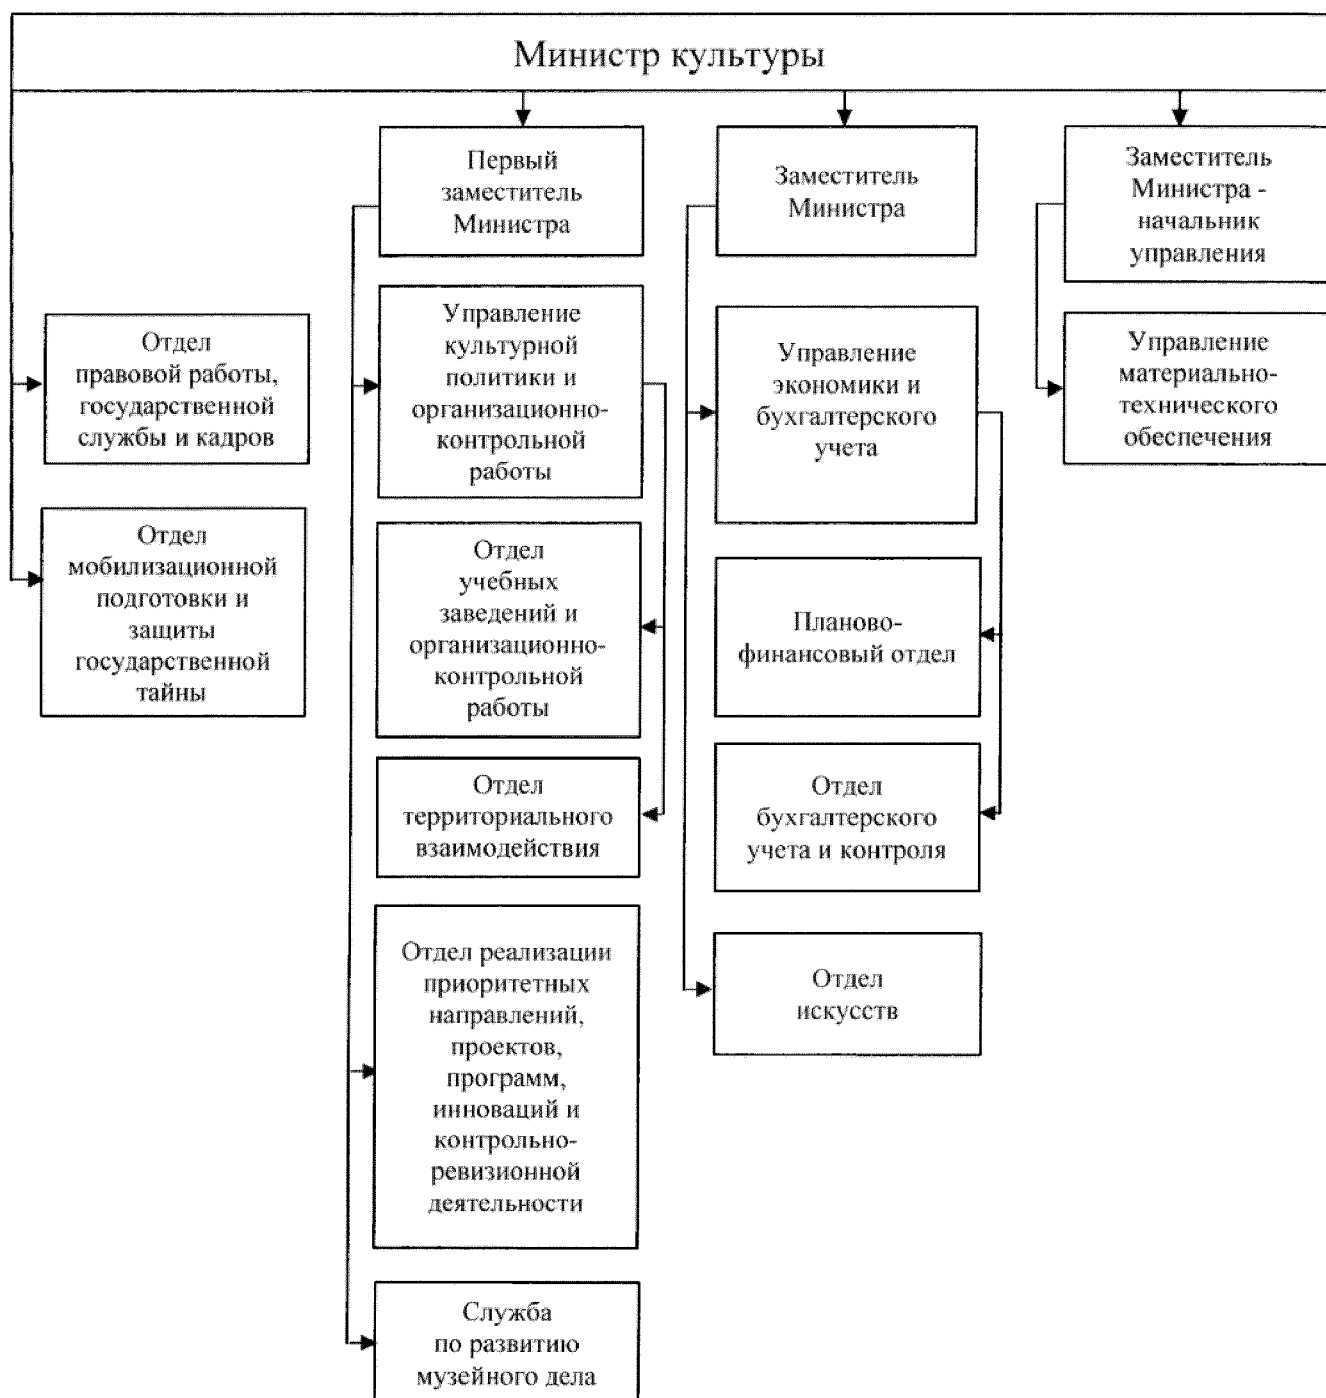 Министр культуры
Первый
заместитель
Министра
Заместитель
Министра
Заместитель
Министра -
начальник
управления
Отдел
правовой работы,
государственной
службы и кадров
Управление
культурной
политики и
организационно-
контрольной
работы
Управление
экономики и
бухгалтерского
учета
Управление
материально-
технического
обеспечения
Отдел
мобилизационной
подготовки и
защиты
государственной
тайны
Отдел
учебных
заведений и
организационно-
контрольной
работы
Планово-
финансовый отдел
Отдел
территориального
взаимодействия
Отдел
бухгалтерского
учета и контроля
Отдел реализации
приоритетных
направлений,
проектов,
программ,
инноваций и
контрольно-
ревизионной
деятельности
Отдел
искусств
Служба
по развитию
музейного дела